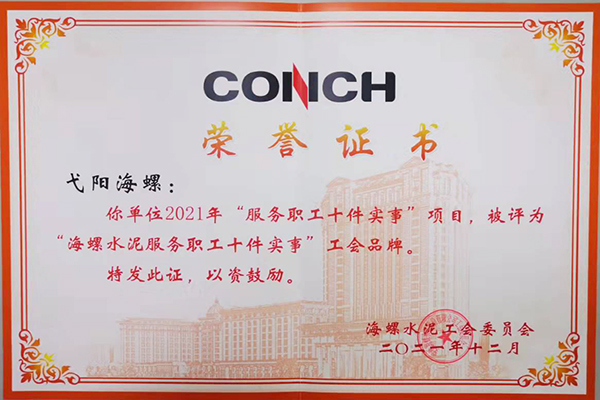 CONCH
荣誉证书
弋阳海螺：
你单位2021年“服务职工十件实事”项目，被评为
“海螺水泥服务职工十件实事”工会品牌。
特发此证，以资鼓励。
海螺水泥工会委员会
二〇二一年十二月